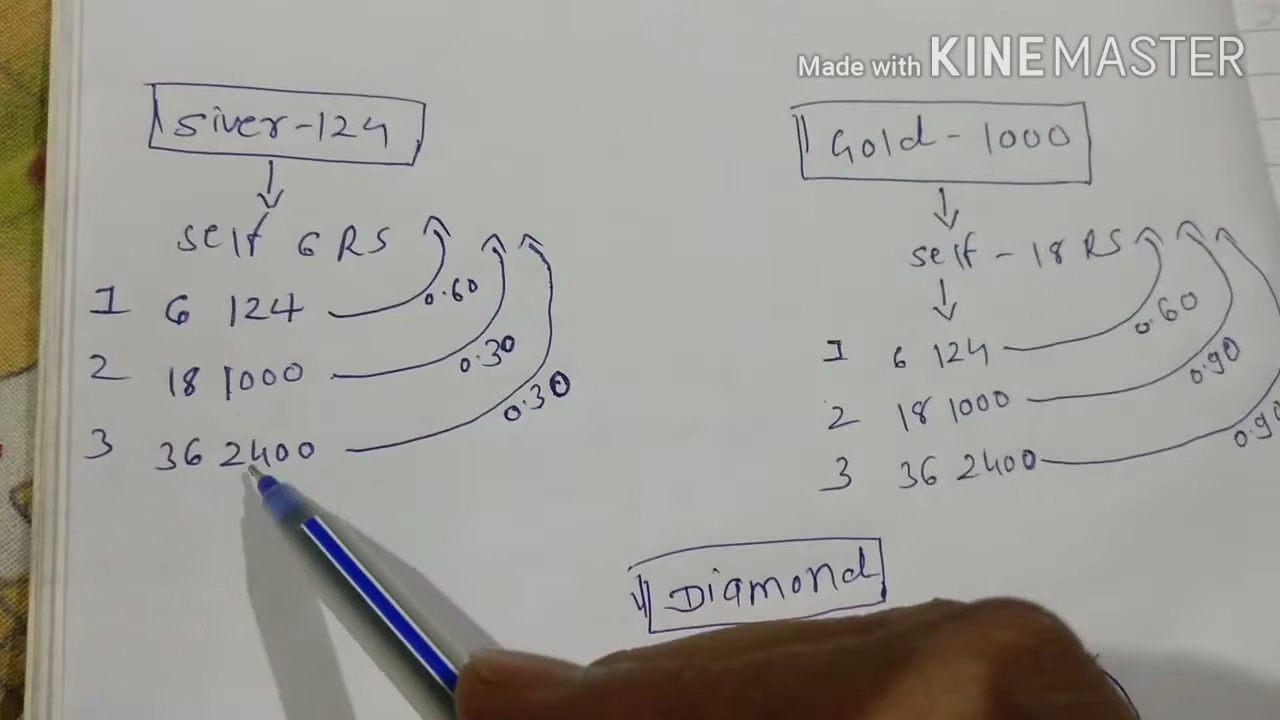 Made with KINEMASTER
Siver-124
self 6 RS
1 6 124 0.60
2 18 1000 0.30
3 36 2400 0.30
Gold - 1000
self - 18 RS
1 6 124 0.60
2 18 1000 0.90
3 36 2400
Diamond